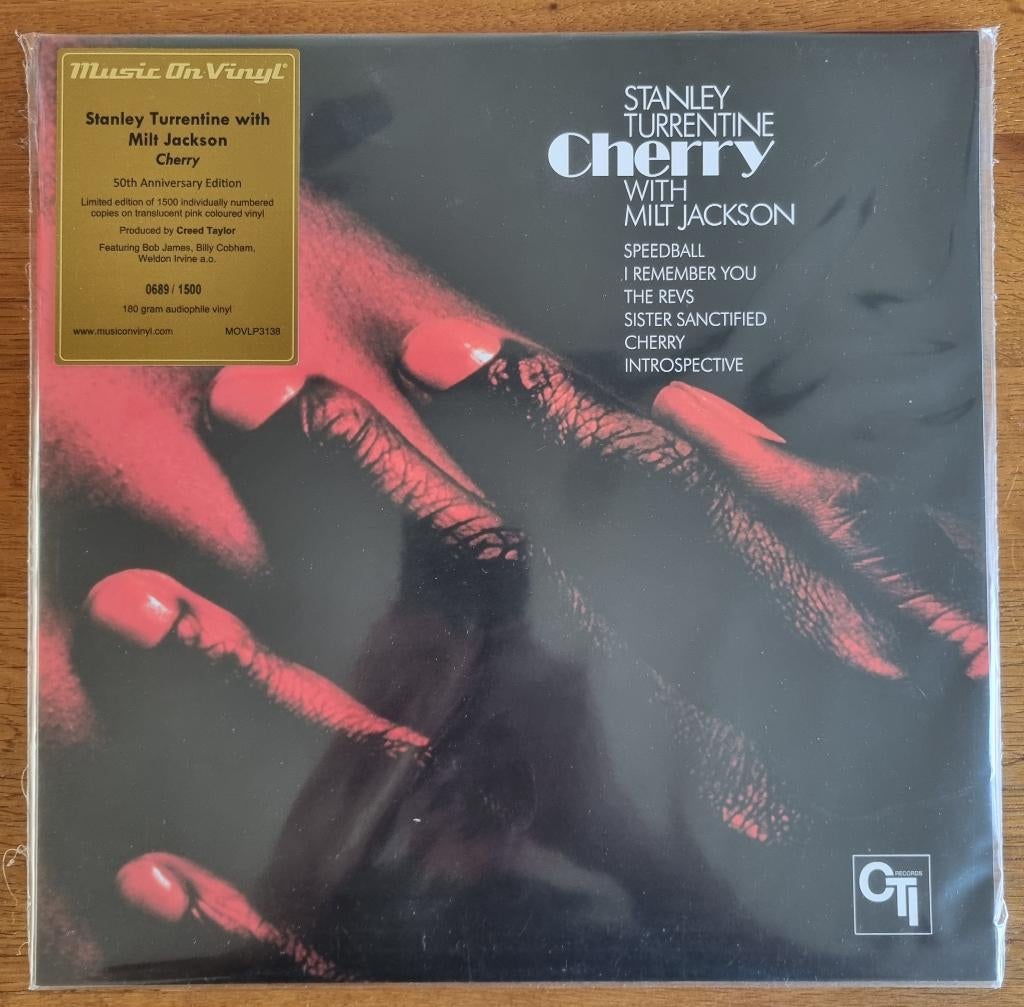 Music On Vinyl®
Stanley Turrentine with
Milt Jackson
Cherry
50th Anniversary Edition
Limited edition of 1500 individually numbered
copies on translucent pink coloured vinyl
Produced by Creed Taylor
Featuring Bob James, Billy Cobham,
Weldon Irvine a.o.
0689 / 1500
180 gram audiophile vinyl
www.musiconvinyl.com MOVLP3138
STANLEY
TURRENTINE
Cherry
WITH
MILT JACKSON
SPEEDBALL
I REMEMBER YOU
THE REVS
SISTER SANCTIFIED
CHERRY
INTROSPECTIVE
CTI RECORDS